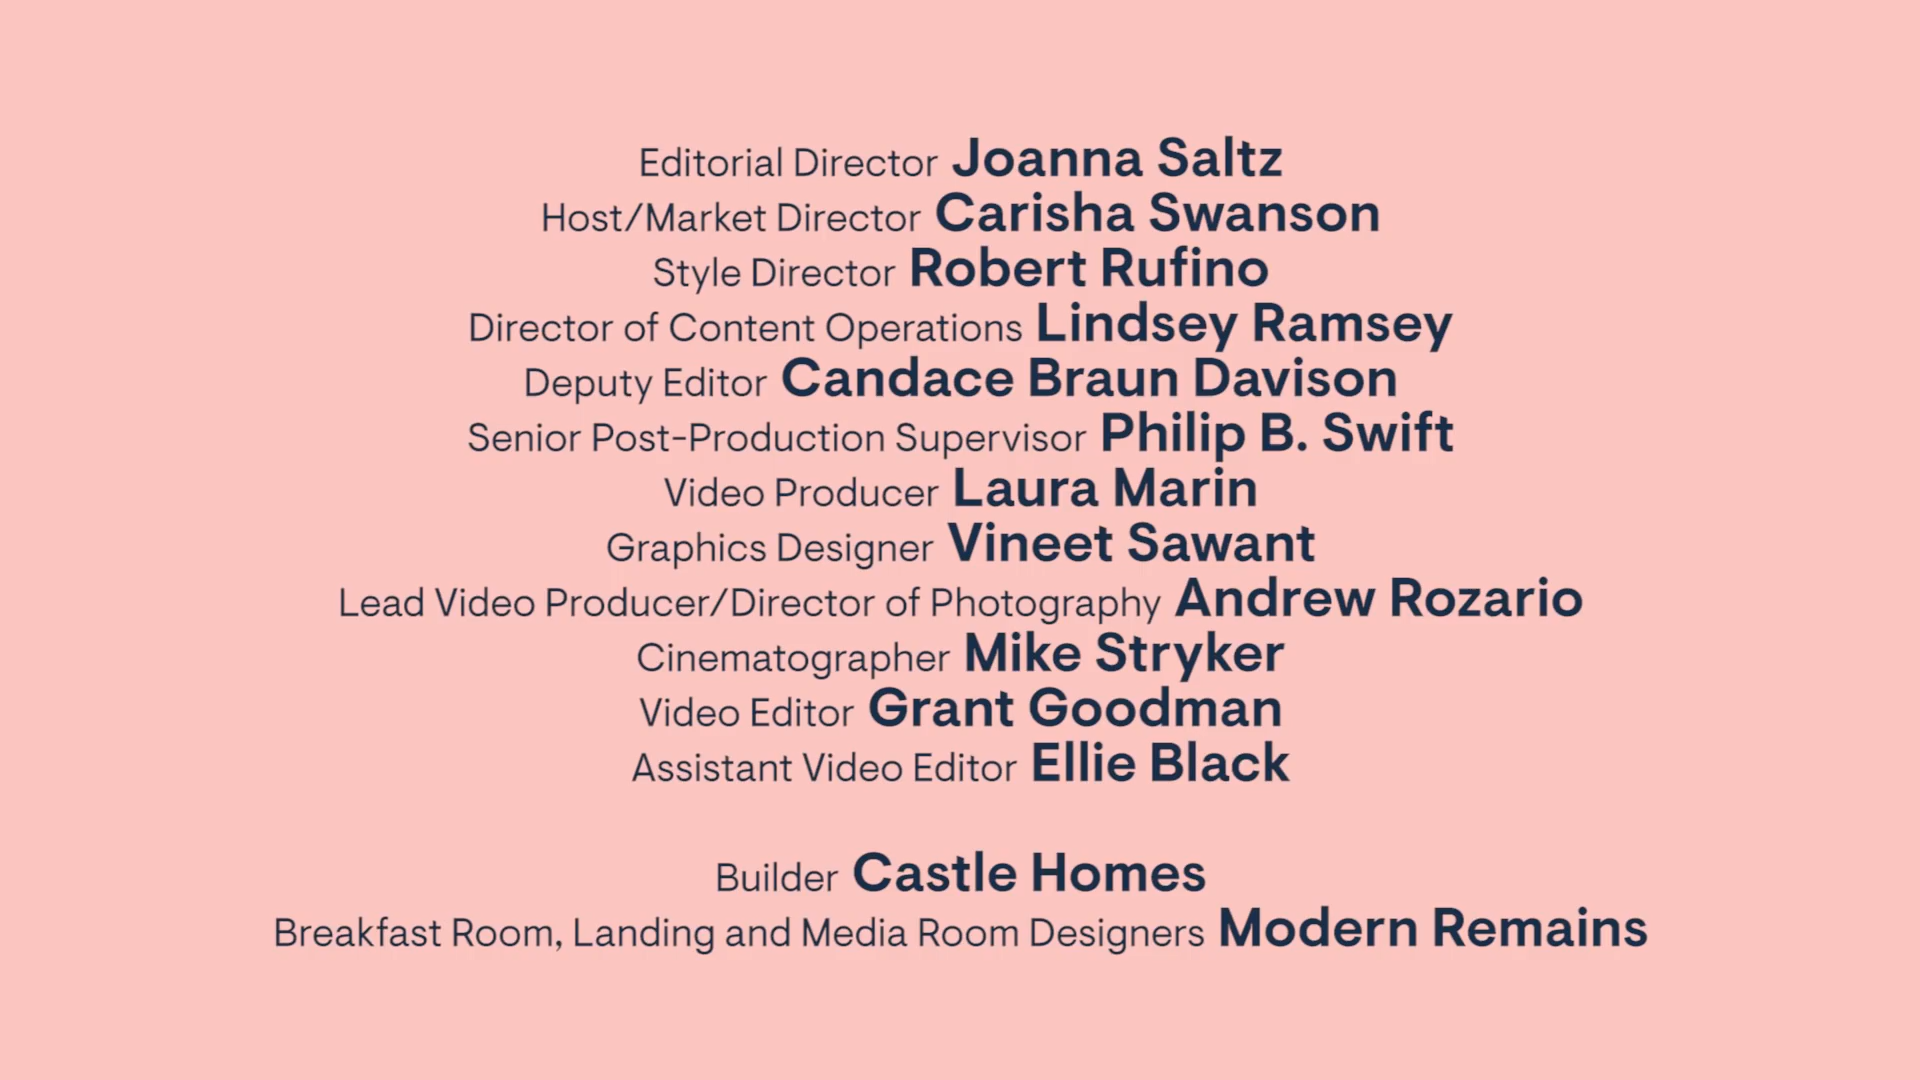 Editorial Director Joanna Saltz
Host/Market Director Carisha Swanson
Style Director Robert Rufino
Director of Content Operations Lindsey Ramsey
Deputy Editor Candace Braun Davison
Senior Post-Production Supervisor Philip B. Swift
Video Producer Laura Marin
Graphics Designer Vineet Sawant
Lead Video Producer/Director of Photography Andrew Rozario
Cinematographer Mike Stryker
Video Editor Grant Goodman
Assistant Video Editor Ellie Black
Builder Castle Homes
Breakfast Room, Landing and Media Room Designers Modern Remains